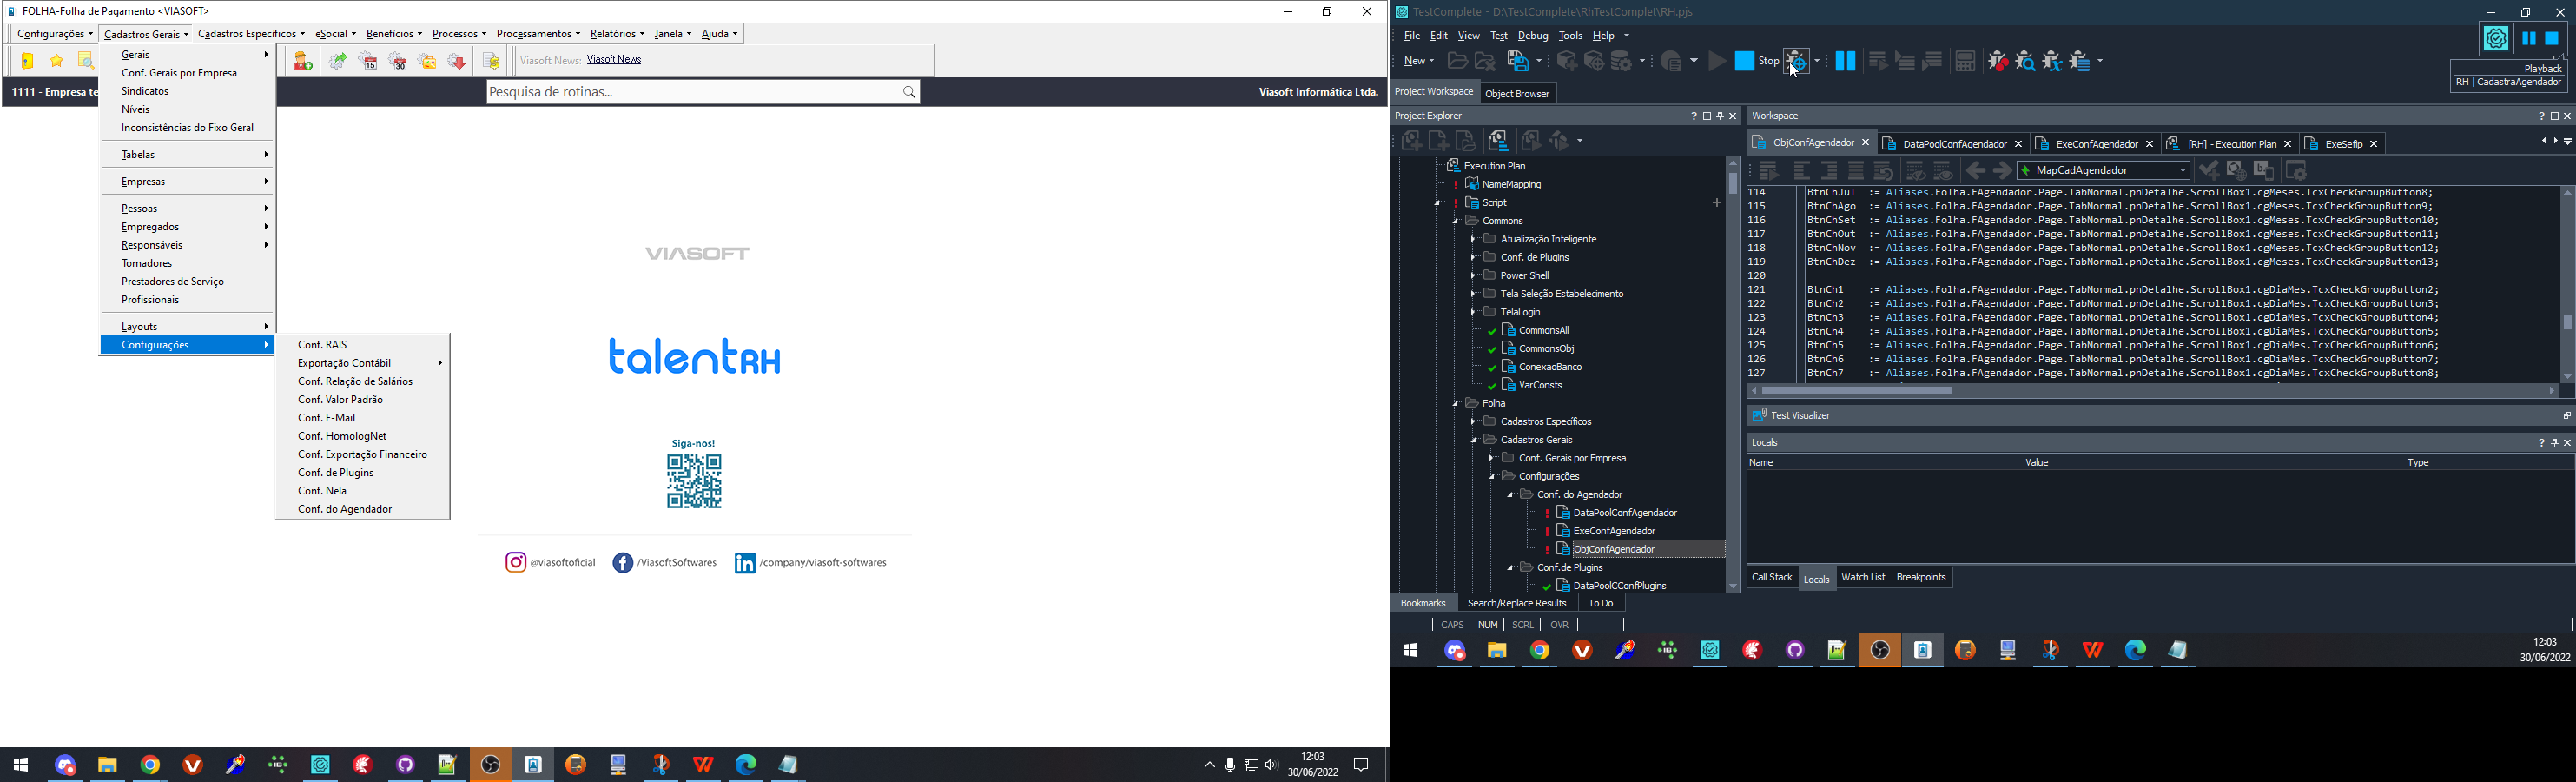 FOLHA-Folha de Pagamento <VIASOFT>
Configurações Cadastros Gerais Cadastros Específicos eSocial Benefícios Processos Processamentos Relatórios Janela Ajuda
Viasoft News: Viasoft News
1111 - Empresa te
Pesquisa de rotinas...
Viasoft Informática Ltda.
Gerais
Conf. Gerais por Empresa
Sindicatos
Níveis
Inconsistências do Fixo Geral
Tabelas
Empresas
Pessoas
Empregados
Responsáveis
Tomadores
Prestadores de Serviço
Profissionais
Layouts
Configurações
Conf. RAIS
Exportação Contábil
Conf. Relação de Salários
Conf. Valor Padrão
Conf. E-Mail
Conf. HomologNet
Conf. Exportação Financeiro
Conf. de Plugins
Conf. Nela
Conf. do Agendador
VIASOFT
talentRH
Siga-nos!
@viasoftoficial /ViasoftSoftwares /company/viasoft-softwares
12:03
30/06/2022
TestComplete - D:\TestComplete\RhTestComplet\RH.pjs
File Edit View Test Debug Tools Help
New Stop
Playback
RH | CadastraAgendador
Project Workspace Object Browser
Project Explorer
Execution Plan
NameMapping
Script
Commons
Atualização Inteligente
Conf. de Plugins
Power Shell
Tela Seleção Estabelecimento
TelaLogin
CommonsAll
CommonsObj
ConexaoBanco
VarConsts
Folha
Cadastros Específicos
Cadastros Gerais
Conf. Gerais por Empresa
Configurações
Conf. do Agendador
DataPoolConfAgendador
ExeConfAgendador
ObjConfAgendador
Conf.de Plugins
DataPoolCConfPlugins
Bookmarks Search/Replace Results To Do
CAPS NUM SCRL OVR
Workspace
ObjConfAgendador DataPoolConfAgendador ExeConfAgendador [RH] - Execution Plan ExeSefip
MapCadAgendador
114 BtnChJul := Aliases.Folha.FAgendador.Page.TabNormal.pnDetalhe.ScrollBox1.cgMeses.TcxCheckGroupButton8;
115 BtnChAgo := Aliases.Folha.FAgendador.Page.TabNormal.pnDetalhe.ScrollBox1.cgMeses.TcxCheckGroupButton9;
116 BtnChSet := Aliases.Folha.FAgendador.Page.TabNormal.pnDetalhe.ScrollBox1.cgMeses.TcxCheckGroupButton10;
117 BtnChOut := Aliases.Folha.FAgendador.Page.TabNormal.pnDetalhe.ScrollBox1.cgMeses.TcxCheckGroupButton11;
118 BtnChNov := Aliases.Folha.FAgendador.Page.TabNormal.pnDetalhe.ScrollBox1.cgMeses.TcxCheckGroupButton12;
119 BtnChDez := Aliases.Folha.FAgendador.Page.TabNormal.pnDetalhe.ScrollBox1.cgMeses.TcxCheckGroupButton13;
120
121 BtnCh1 := Aliases.Folha.FAgendador.Page.TabNormal.pnDetalhe.ScrollBox1.cgDiaMes.TcxCheckGroupButton2;
122 BtnCh2 := Aliases.Folha.FAgendador.Page.TabNormal.pnDetalhe.ScrollBox1.cgDiaMes.TcxCheckGroupButton3;
123 BtnCh3 := Aliases.Folha.FAgendador.Page.TabNormal.pnDetalhe.ScrollBox1.cgDiaMes.TcxCheckGroupButton4;
124 BtnCh4 := Aliases.Folha.FAgendador.Page.TabNormal.pnDetalhe.ScrollBox1.cgDiaMes.TcxCheckGroupButton5;
125 BtnCh5 := Aliases.Folha.FAgendador.Page.TabNormal.pnDetalhe.ScrollBox1.cgDiaMes.TcxCheckGroupButton6;
126 BtnCh6 := Aliases.Folha.FAgendador.Page.TabNormal.pnDetalhe.ScrollBox1.cgDiaMes.TcxCheckGroupButton7;
127 BtnCh7 := Aliases.Folha.FAgendador.Page.TabNormal.pnDetalhe.ScrollBox1.cgDiaMes.TcxCheckGroupButton8;
Test Visualizer
Locals
Name Value Type
Call Stack Locals Watch List Breakpoints
12:03
30/06/2022